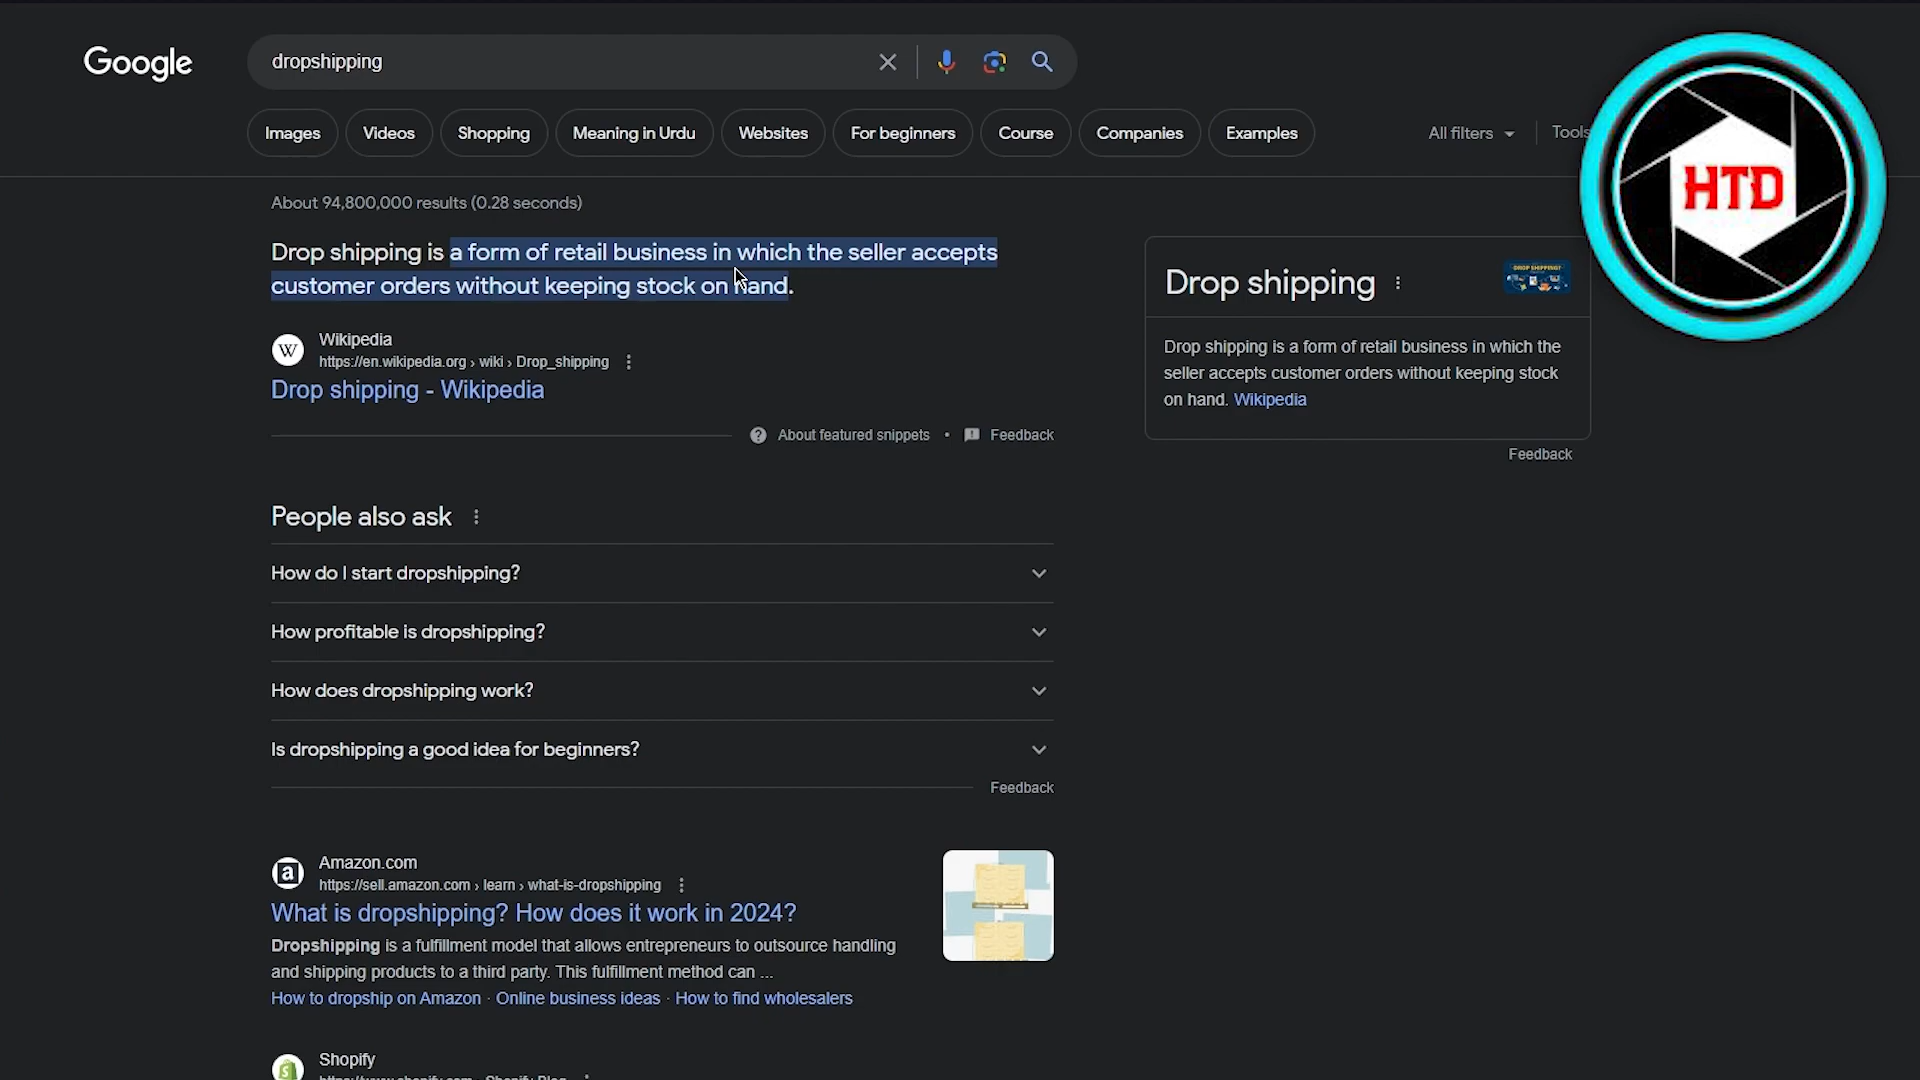 Google
dropshipping
Images
Videos
Shopping
Meaning in Urdu
Websites
For beginners
Course
Companies
Examples
All filters
Tools
HTD
About 94,800,000 results (0.28 seconds)
Drop shipping is a form of retail business in which the seller accepts
customer orders without keeping stock on hand.
W
Wikipedia
https://en.wikipedia.org › wiki › Drop_shipping
Drop shipping - Wikipedia
About featured snippets • Feedback
Drop shipping
DROP SHIPPING?
Drop shipping is a form of retail business in which the
seller accepts customer orders without keeping stock
on hand. Wikipedia
Feedback
People also ask
How do I start dropshipping?
How profitable is dropshipping?
How does dropshipping work?
Is dropshipping a good idea for beginners?
Feedback
a
Amazon.com
https://sell.amazon.com › learn › what-is-dropshipping
What is dropshipping? How does it work in 2024?
Dropshipping is a fulfillment model that allows entrepreneurs to outsource handling
and shipping products to a third party. This fulfillment method can ...
How to dropship on Amazon · Online business ideas · How to find wholesalers
Shopify
https://www.shopify.com › Shopify Blog